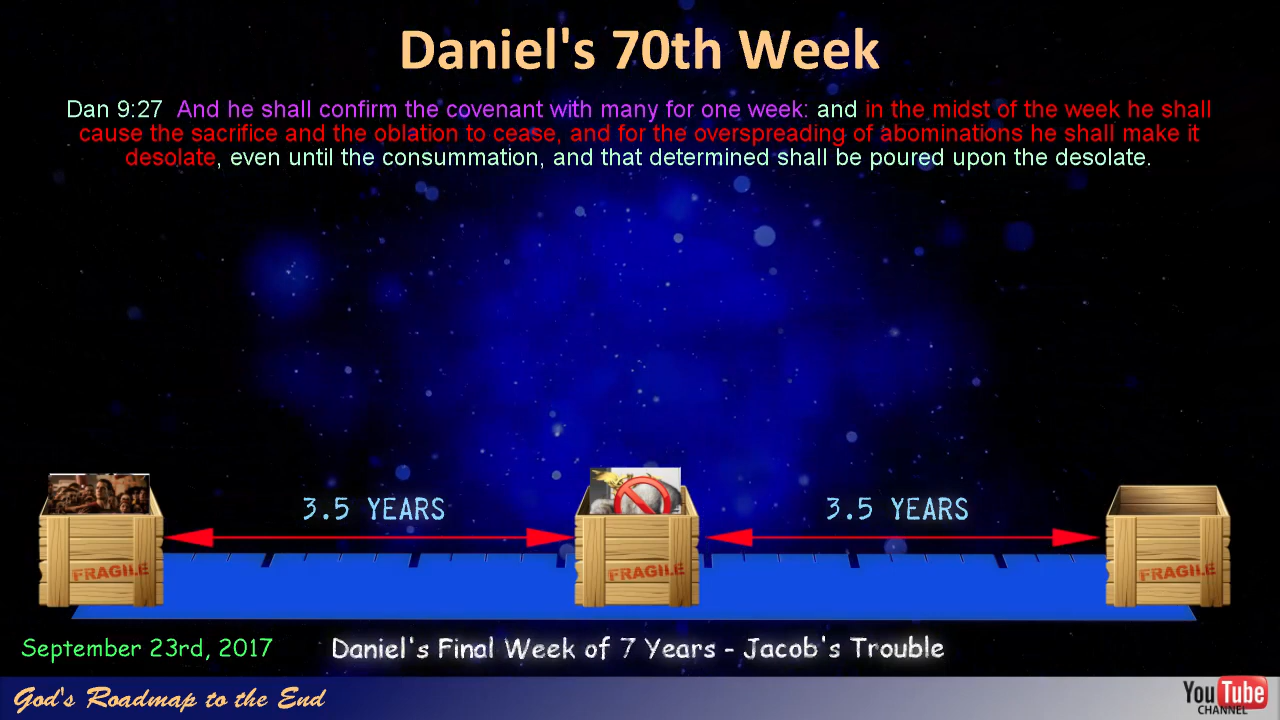 Daniel's 70th Week
Dan 9:27 And he shall confirm the covenant with many for one week: and in the midst of the week he shall
cause the sacrifice and the oblation to cease, and for the overspreading of abominations he shall make it
desolate, even until the consummation, and that determined shall be poured upon the desolate.
3.5 YEARS
3.5 YEARS
FRAGILE
FRAGILE
FRAGILE
September 23rd, 2017
Daniel's Final Week of 7 Years - Jacob's Trouble
God's Roadmap to the End
YouTube
CHANNEL